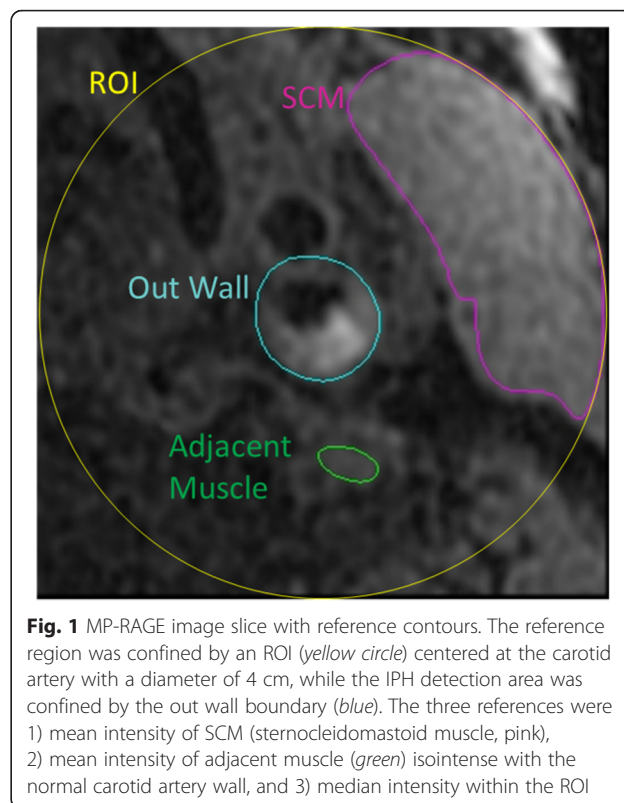 ROI
SCM
Out Wall
Adjacent
Muscle
Fig. 1 MP-RAGE image slice with reference contours. The reference
region was confined by an ROI (yellow circle) centered at the carotid
artery with a diameter of 4 cm, while the IPH detection area was
confined by the out wall boundary (blue). The three references were
1) mean intensity of SCM (sternocleidomastoid muscle, pink),
2) mean intensity of adjacent muscle (green) isointense with the
normal carotid artery wall, and 3) median intensity within the ROI